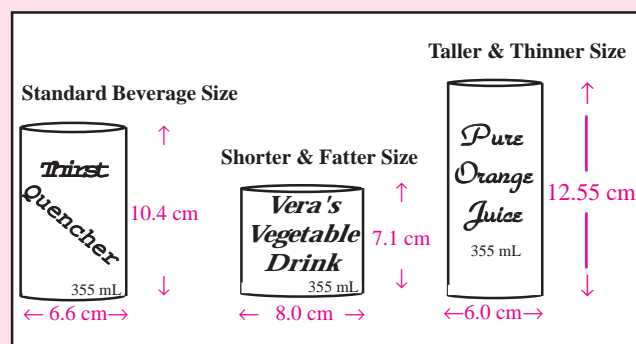 Taller & Thinner Size
Standard Beverage Size
Shorter & Fatter Size
Thirst
Quencher
355 mL
10.4 cm
← 6.6 cm→
Vera's
Vegetable
Drink
355 mL
7.1 cm
← 8.0 cm →
Pure
Orange
Juice
355 mL
12.55 cm
←6.0 cm→